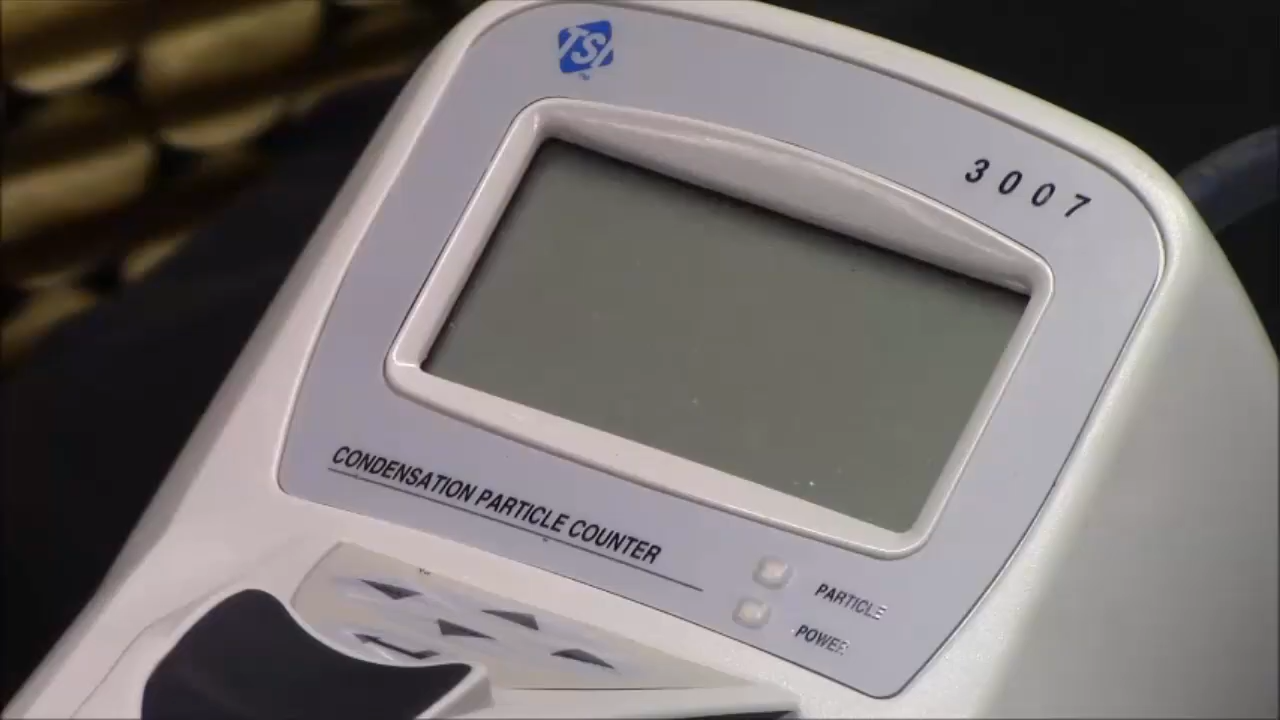 TSI
3007
CONDENSATION PARTICLE COUNTER
PARTICLE
POWER